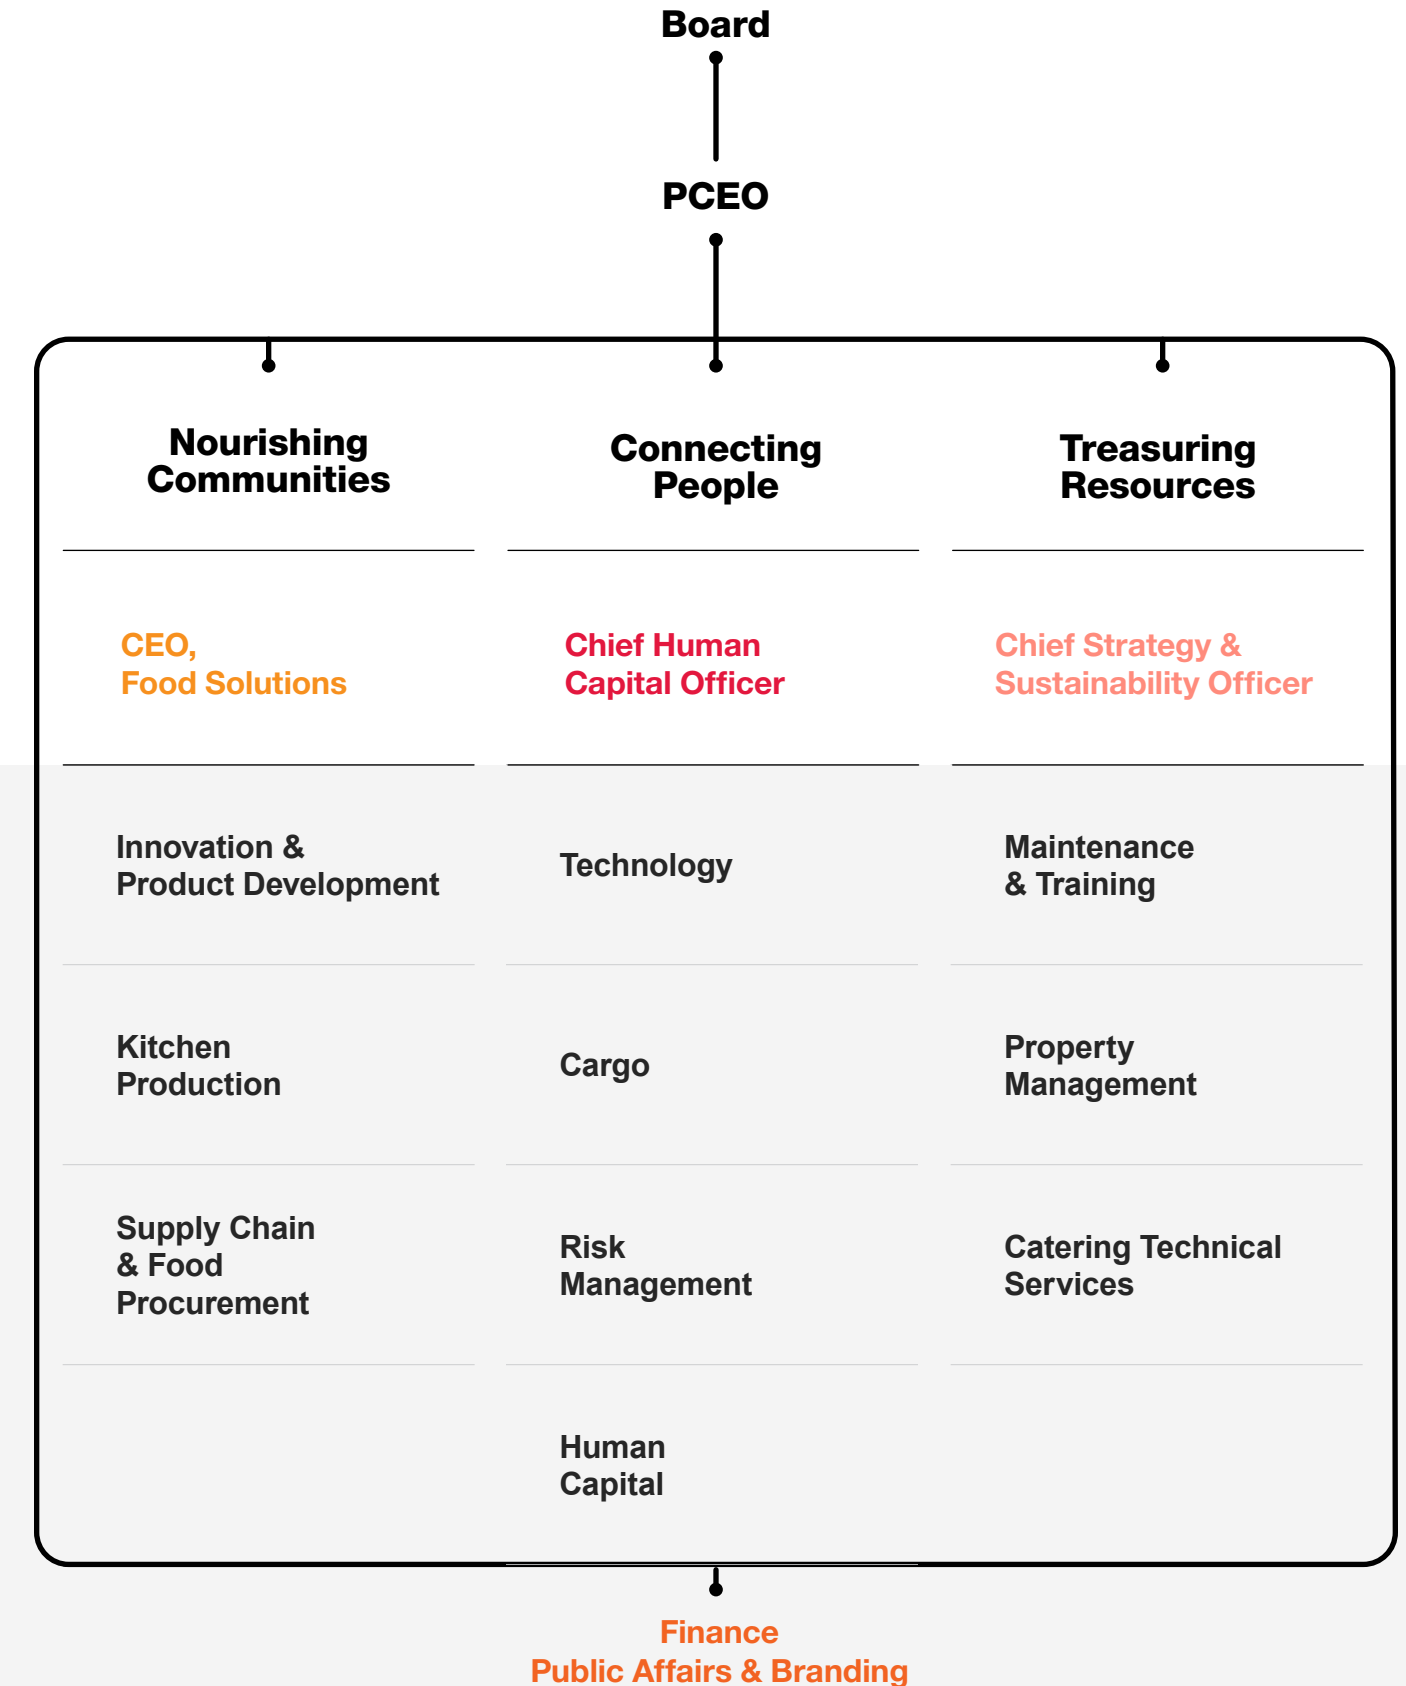 Board
PCEO
Nourishing
Communities
Connecting
People
Treasuring
Resources
CEO,
Food Solutions
Chief Human
Capital Officer
Chief Strategy &
Sustainability Officer
Innovation &
Product Development
Technology
Maintenance
& Training
Kitchen
Production
Cargo
Property
Management
Supply Chain
& Food
Procurement
Risk
Management
Catering Technical
Services
Human
Capital
Finance
Public Affairs & Branding